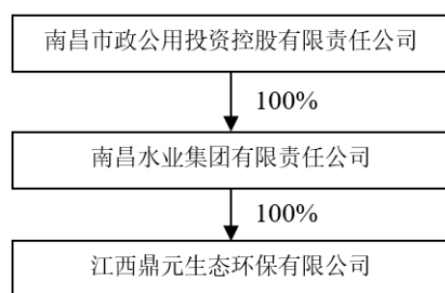 南昌市政公用投资控股有限责任公司
100%
南昌水业集团有限责任公司
100%
江西鼎元生态环保有限公司